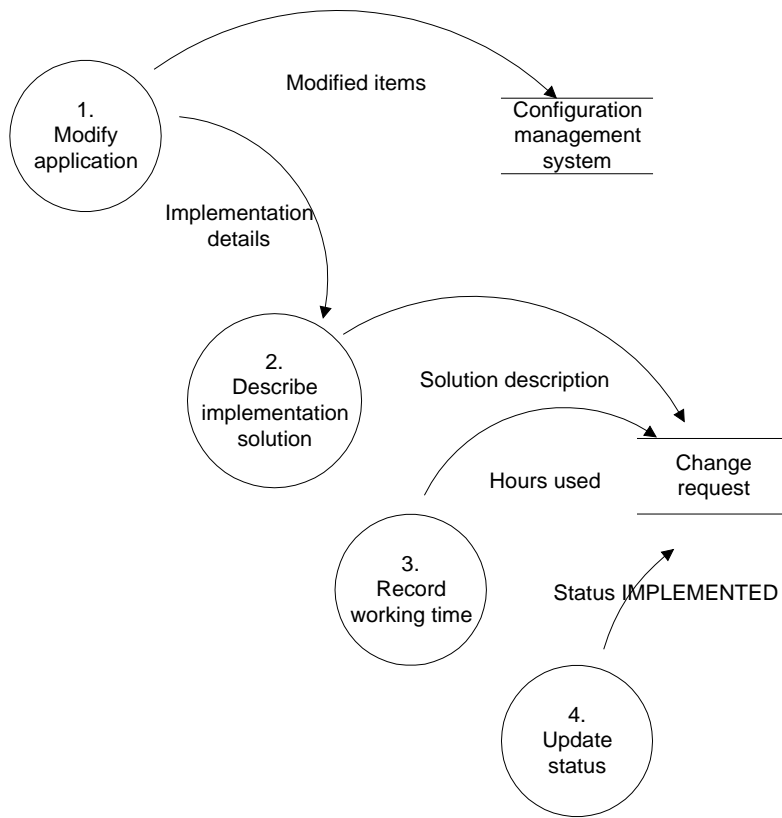 1.
Modify
application
Modified items
Configuration
management
system
Implementation
details
2.
Describe
implementation
solution
Solution description
Hours used
Change
request
3.
Record
working time
Status IMPLEMENTED
4.
Update
status